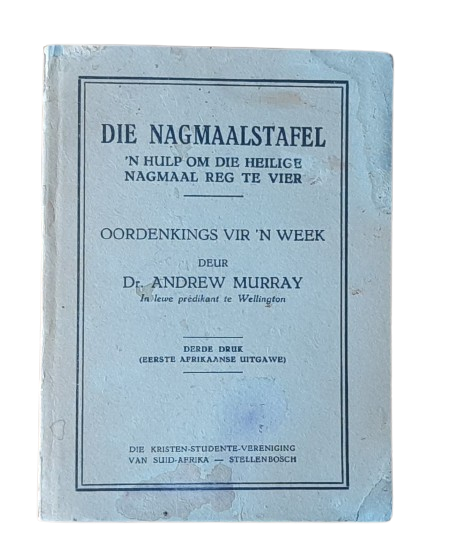 DIE NAGMAALSTAFEL
'N HULP OM DIE HEILIGE
NAGMAAL REG TE VIER
OORDENKINGS VIR 'N WEEK
DEUR
Dr. ANDREW MURRAY
In lewe predikant te Wellington
DERDE DRUK
(EERSTE AFRIKAANSE UITGAWE)
DIE KRISTEN-STUDENTE-VERENIGING
VAN SUID-AFRIKA — STELLENBOSCH